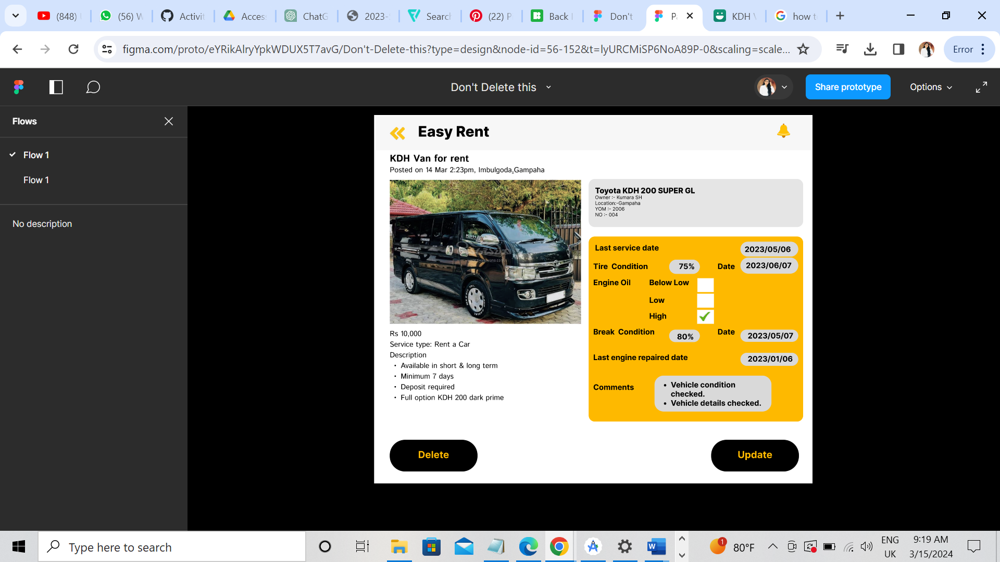 (848)
(56) W
Activit
Acces
ChatG
2023-
Searc
(22) P
Back
Don't
P
KDH
how t
figma.com/proto/eYRikAlryYpkWDUX5T7avG/Don't-Delete-this?type=design&node-id=56-152&t=lyURCMiSP6NoA89P-0&scaling=scale...
Error
Don't Delete this
Share prototype
Options
Flows
Flow 1
Flow 1
No description
Easy Rent
KDH Van for rent
Posted on 14 Mar 2:23pm, Imbulgoda,Gampaha
KDH
Rs 10,000
Service type: Rent a Car
Description
• Available in short & long term
• Minimum 7 days
• Deposit required
• Full option KDH 200 dark prime
Toyota KDH 200 SUPER GL
Owner :- Kumara SH
Location:-Gampaha
YOM :- 2006
NO :- 004
Last service date 2023/05/06
Tire Condition 75% Date 2023/06/07
Engine Oil Below Low
Low
High
Break Condition 80% Date 2023/05/07
Last engine repaired date 2023/01/06
Comments
• Vehicle condition
checked.
• Vehicle details checked.
Delete
Update
Type here to search
1
80°F
ENG
UK
9:19 AM
3/15/2024